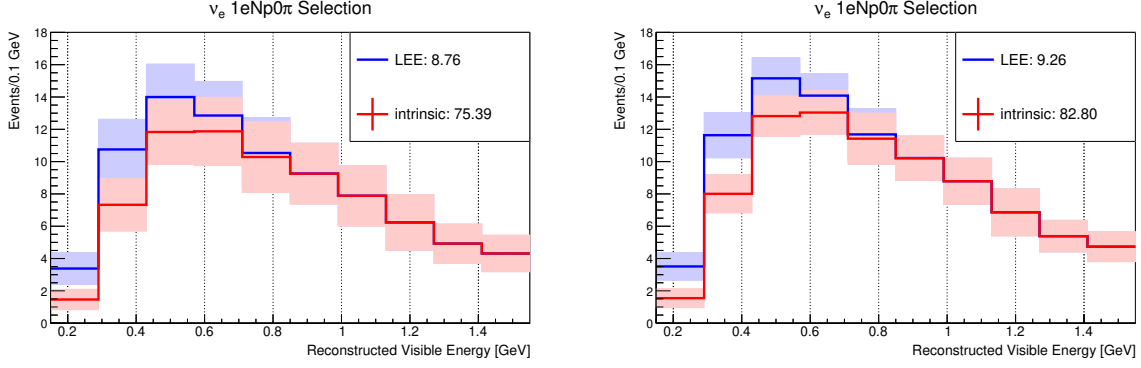 νe 1eNp0π Selection
Events/0.1 GeV
18
16
14
12
10
8
6
4
2
0
LEE: 8.76
intrinsic: 75.39
0.2 0.4 0.6 0.8 1 1.2 1.4
Reconstructed Visible Energy [GeV]
νe 1eNp0π Selection
Events/0.1 GeV
18
16
14
12
10
8
6
4
2
0
LEE: 9.26
intrinsic: 82.80
0.2 0.4 0.6 0.8 1 1.2 1.4
Reconstructed Visible Energy [GeV]